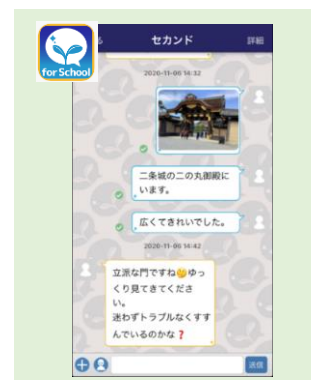 for School
セカンド
詳細
2020-11-06 14:32
二条城の二の丸御殿に
います。
広くてきれいでした。
2020-11-06 14:42
立派な門ですね😊ゆっ
くり見てきてくださ
い。
迷わずトラブルなくすす
んでいるのかな❓
送信